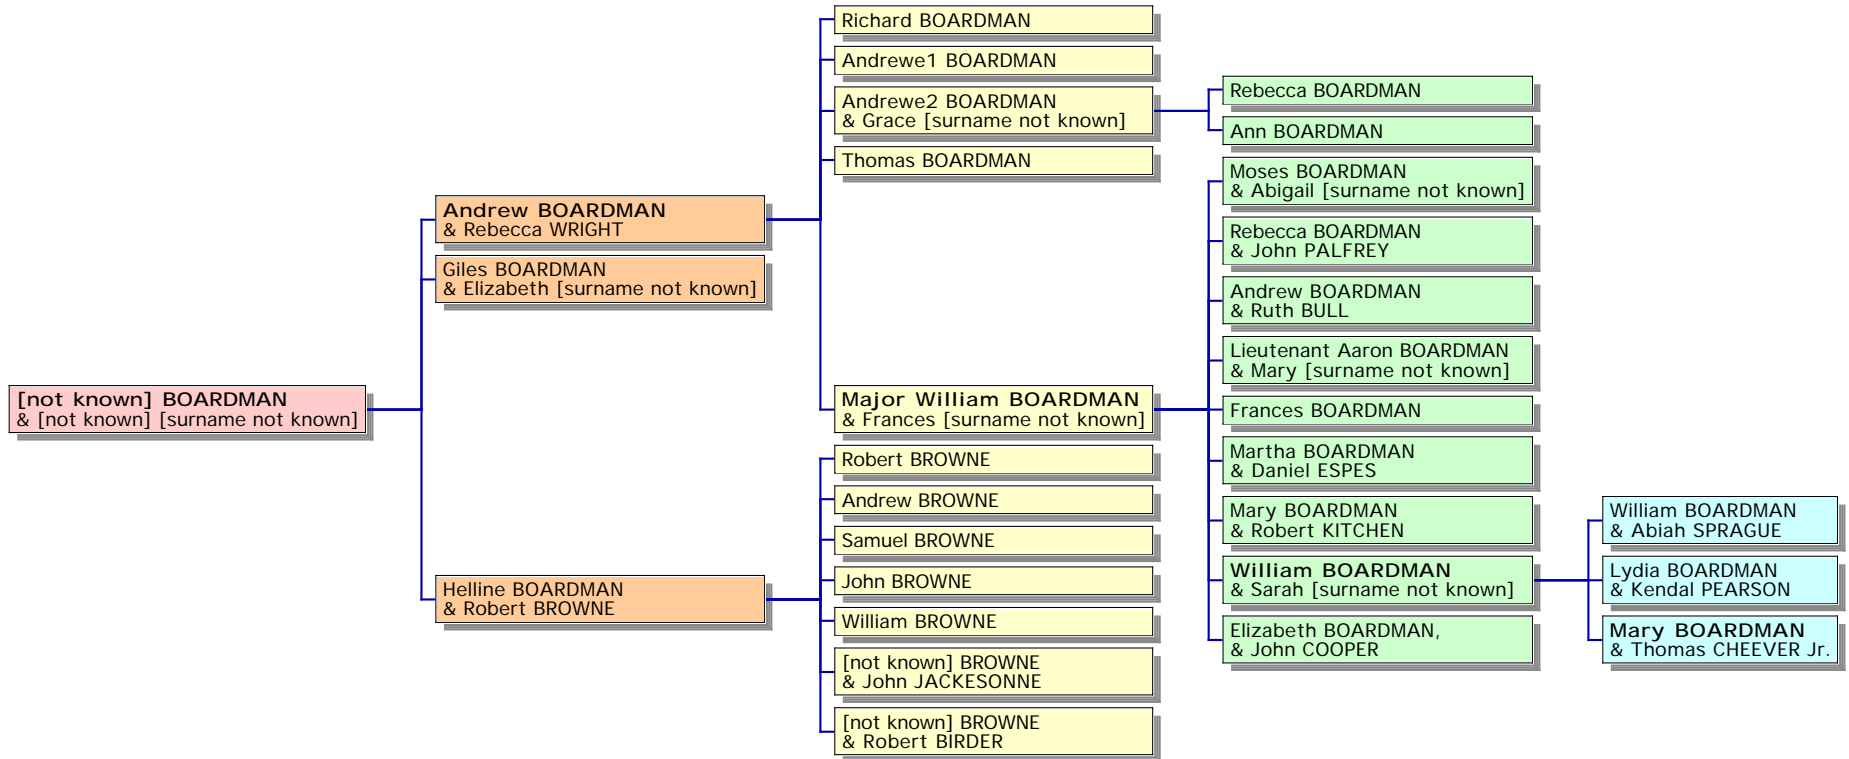 [not known] BOARDMAN
& [not known] [surname not known]
Andrew BOARDMAN
& Rebecca WRIGHT
Giles BOARDMAN
& Elizabeth [surname not known]
Helline BOARDMAN
& Robert BROWNE
Richard BOARDMAN
Andrewe1 BOARDMAN
Andrewe2 BOARDMAN
& Grace [surname not known]
Thomas BOARDMAN
Major William BOARDMAN
& Frances [surname not known]
Robert BROWNE
Andrew BROWNE
Samuel BROWNE
John BROWNE
William BROWNE
[not known] BROWNE
& John JACKESONNE
[not known] BROWNE
& Robert BIRDER
Rebecca BOARDMAN
Ann BOARDMAN
Moses BOARDMAN
& Abigail [surname not known]
Rebecca BOARDMAN
& John PALFREY
Andrew BOARDMAN
& Ruth BULL
Lieutenant Aaron BOARDMAN
& Mary [surname not known]
Frances BOARDMAN
Martha BOARDMAN
& Daniel ESPES
Mary BOARDMAN
& Robert KITCHEN
William BOARDMAN
& Sarah [surname not known]
Elizabeth BOARDMAN,
& John COOPER
William BOARDMAN
& Abiah SPRAGUE
Lydia BOARDMAN
& Kendal PEARSON
Mary BOARDMAN
& Thomas CHEEVER Jr.